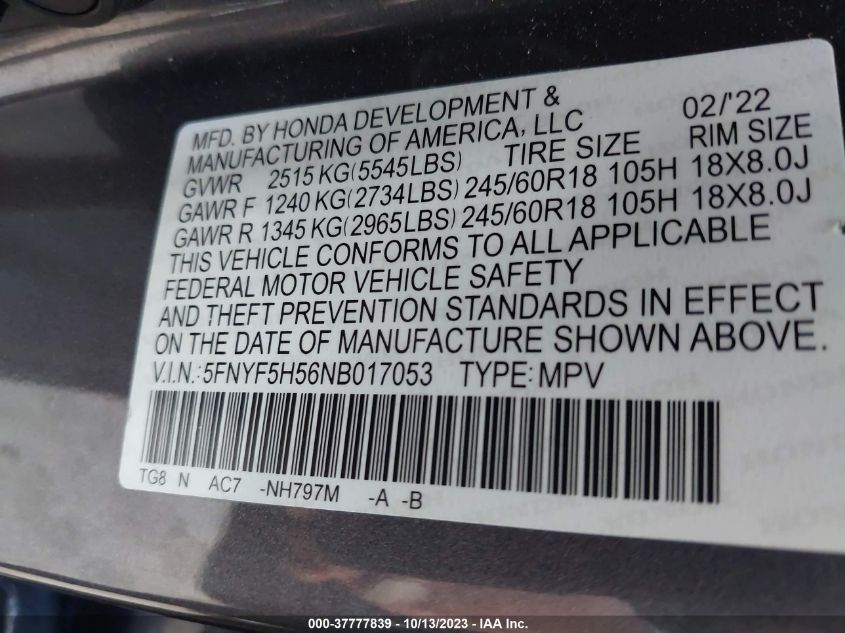 MFD. BY HONDA DEVELOPMENT & 02/'22
MANUFACTURING OF AMERICA, LLC
GVWR 2515 KG(5545LBS) TIRE SIZE RIM SIZE
GAWR F 1240 KG(2734LBS) 245/60R18 105H 18X8.0J
GAWR R 1345 KG(2965LBS) 245/60R18 105H 18X8.0J
THIS VEHICLE CONFORMS TO ALL APPLICABLE
FEDERAL MOTOR VEHICLE SAFETY
AND THEFT PREVENTION STANDARDS IN EFFECT
ON THE DATE OF MANUFACTURE SHOWN ABOVE.
V.I.N.:5FNYF5H56NB017053 TYPE:MPV
TG8 N AC7 -NH797M -A -B
000-37777839 - 10/13/2023 - IAA Inc.